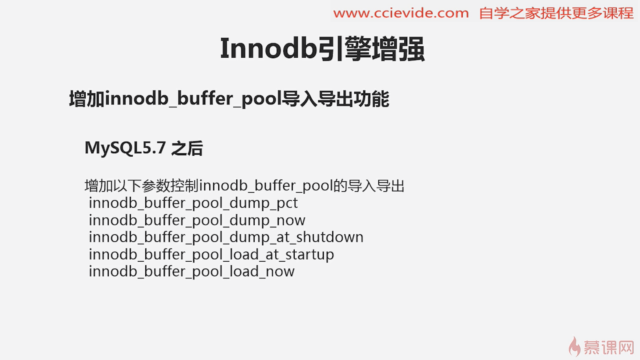 www.ccievide.com 自学之家提供更多课程
Innodb引擎增强
增加innodb_buffer_pool导入导出功能
MySQL5.7 之后
增加以下参数控制innodb_buffer_pool的导入导出
innodb_buffer_pool_dump_pct
innodb_buffer_pool_dump_now
innodb_buffer_pool_dump_at_shutdown
innodb_buffer_pool_load_at_startup
innodb_buffer_pool_load_now
慕课网